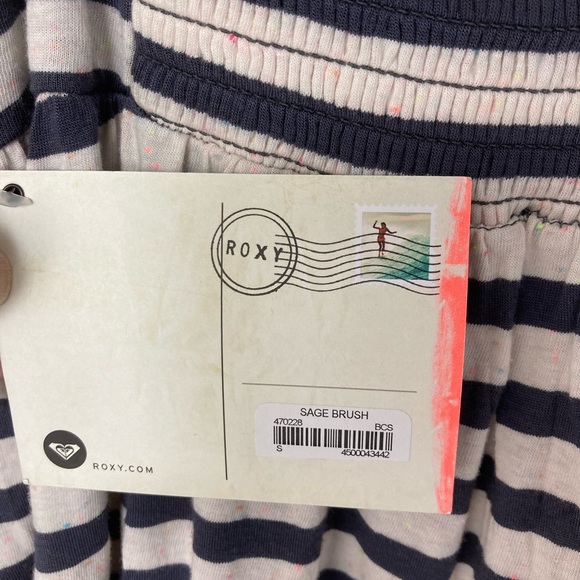 ROXY
SAGE BRUSH
470228 BCS
S 4500043442
ROXY.COM